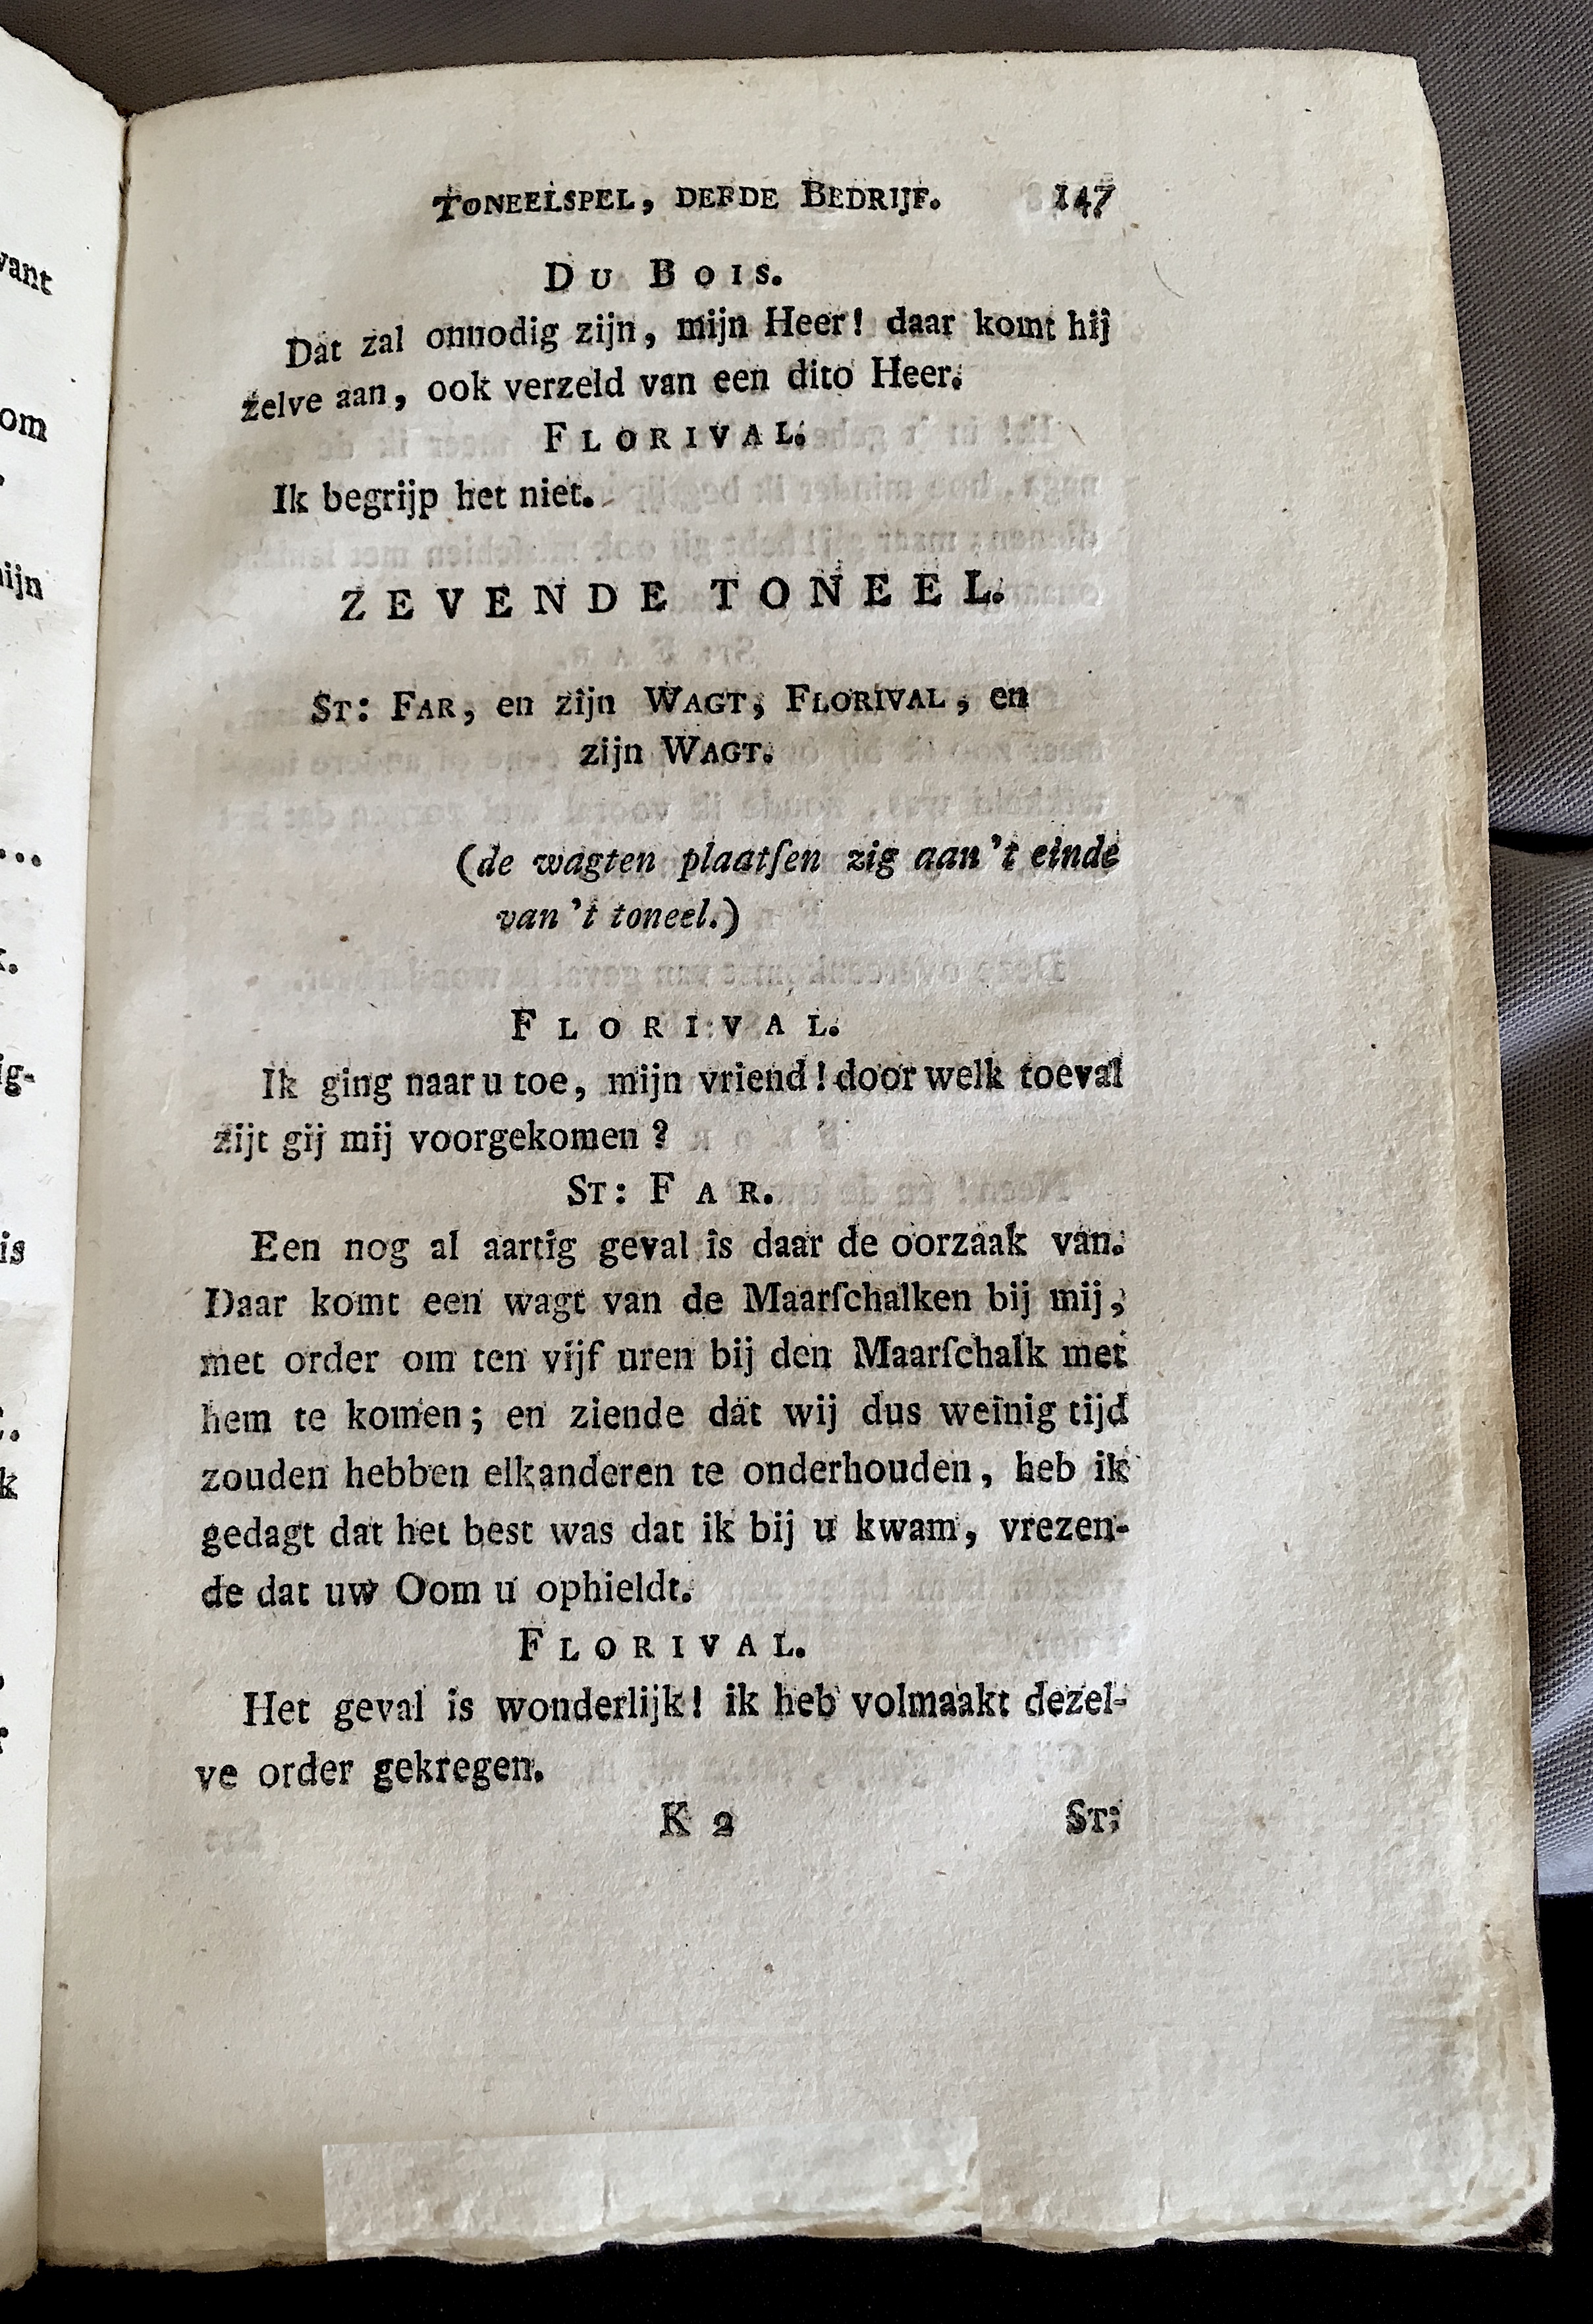 Toneelspel, derde Bedrijf. 147
Du Bois.
Dat zal onnodig zijn, mijn Heer! daar komt hij
zelve aan, ook verzeld van een dito Heer.
Florival.
Ik begrijp het niet.
ZEVENDE TONEEL.
St: Far, en zijn Wagt, Florival, en
zijn Wagt.
(de wagten plaatſen zig aan 't einde
van 't toneel.)
Florival.
Ik ging naar u toe, mijn vriend! door welk toeval
zijt gij mij voorgekomen?
St: Far.
Een nog al aartig geval is daar de oorzaak van.
Daar komt een wagt van de Maarſchalken bij mij,
met order om ten vijf uren bij den Maarſchalk met
hem te komen; en ziende dat wij dus weinig tijd
zouden hebben elkanderen te onderhouden, heb ik
gedagt dat het best was dat ik bij u kwam, vrezen-
de dat uw Oom u ophieldt.
Florival.
Het geval is wonderlijk! ik heb volmaakt dezel-
ve order gekregen.
K 2 St: